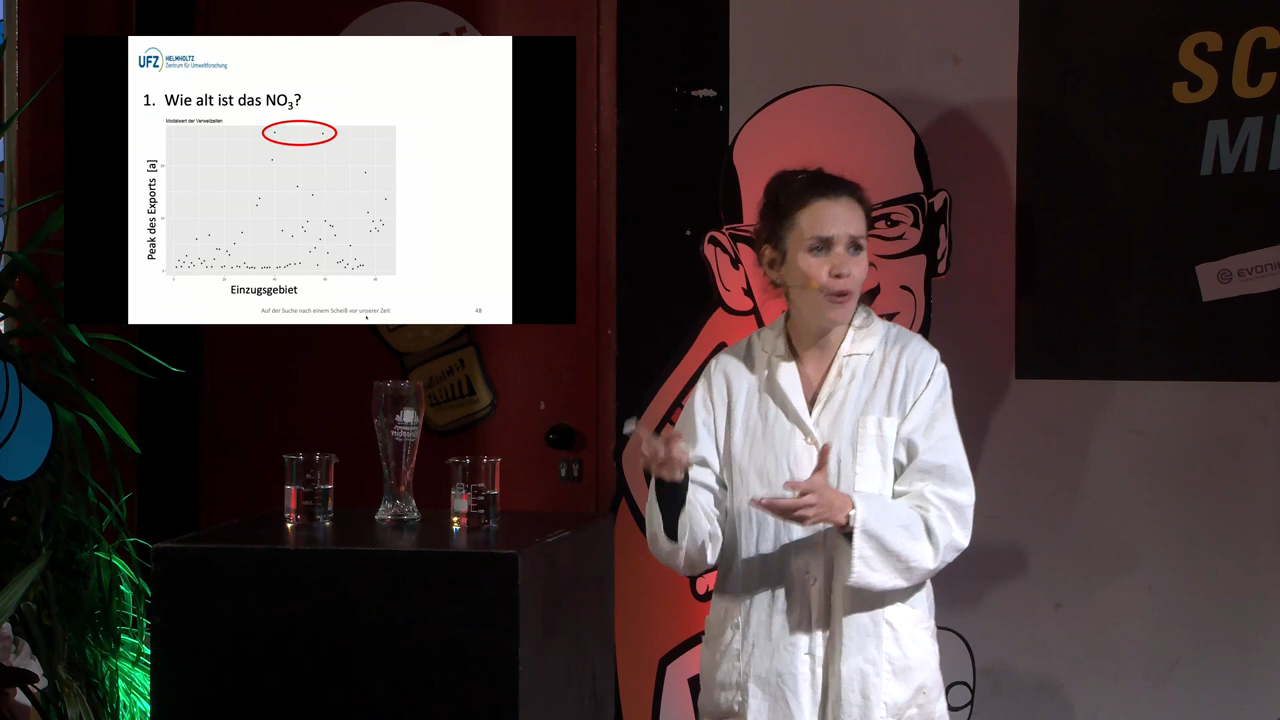 UFZ
HELMHOLTZ
Zentrum für Umweltforschung
1. Wie alt ist das NO₃?
Modalwert der Verweilzeiten
Peak des Exports [a]
Einzugsgebiet
Auf der Suche nach einem Scheiß vor unserer Zeit
48
SC
EVONIK